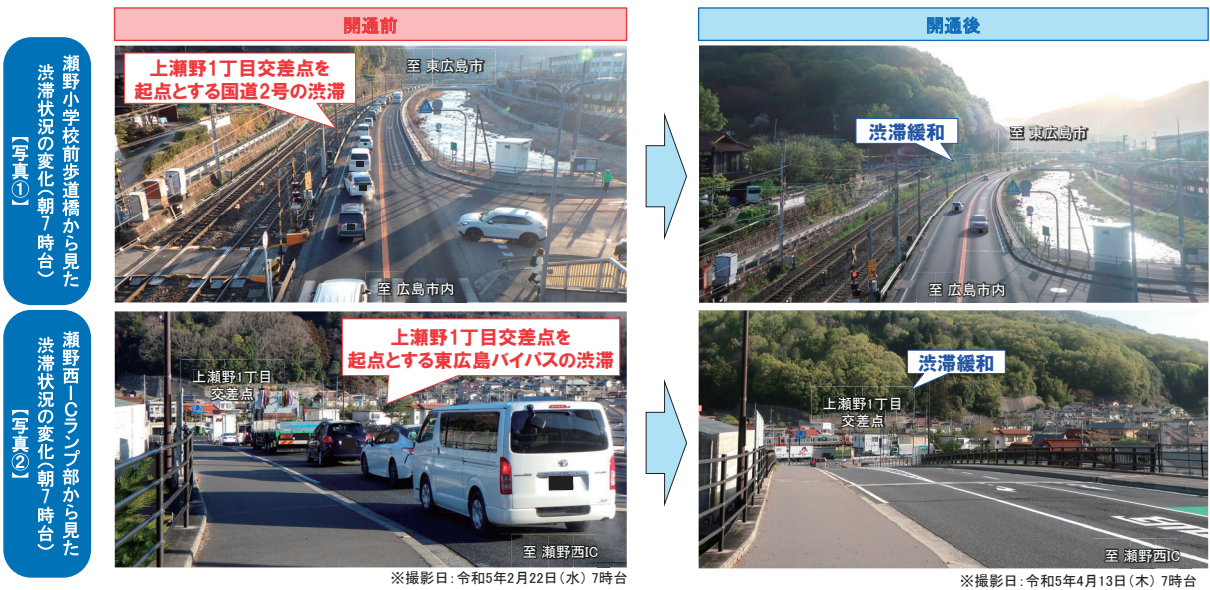 開通前
開通後
瀬野小学校前歩道橋から見た
渋滞状況の変化(朝7時台)
【写真①】
上瀬野1丁目交差点を
起点とする国道2号の渋滞
至 東広島市
至 広島市内
渋滞緩和
至 東広島市
至 広島市内
瀬野西ICランプ部から見た
渋滞状況の変化(朝7時台)
【写真②】
上瀬野1丁目交差点を
起点とする東広島バイパスの渋滞
上瀬野1丁目
交差点
至 瀬野西IC
渋滞緩和
上瀬野1丁目
交差点
至 瀬野西IC
※撮影日:令和5年2月22日(水) 7時台
※撮影日:令和5年4月13日(木) 7時台